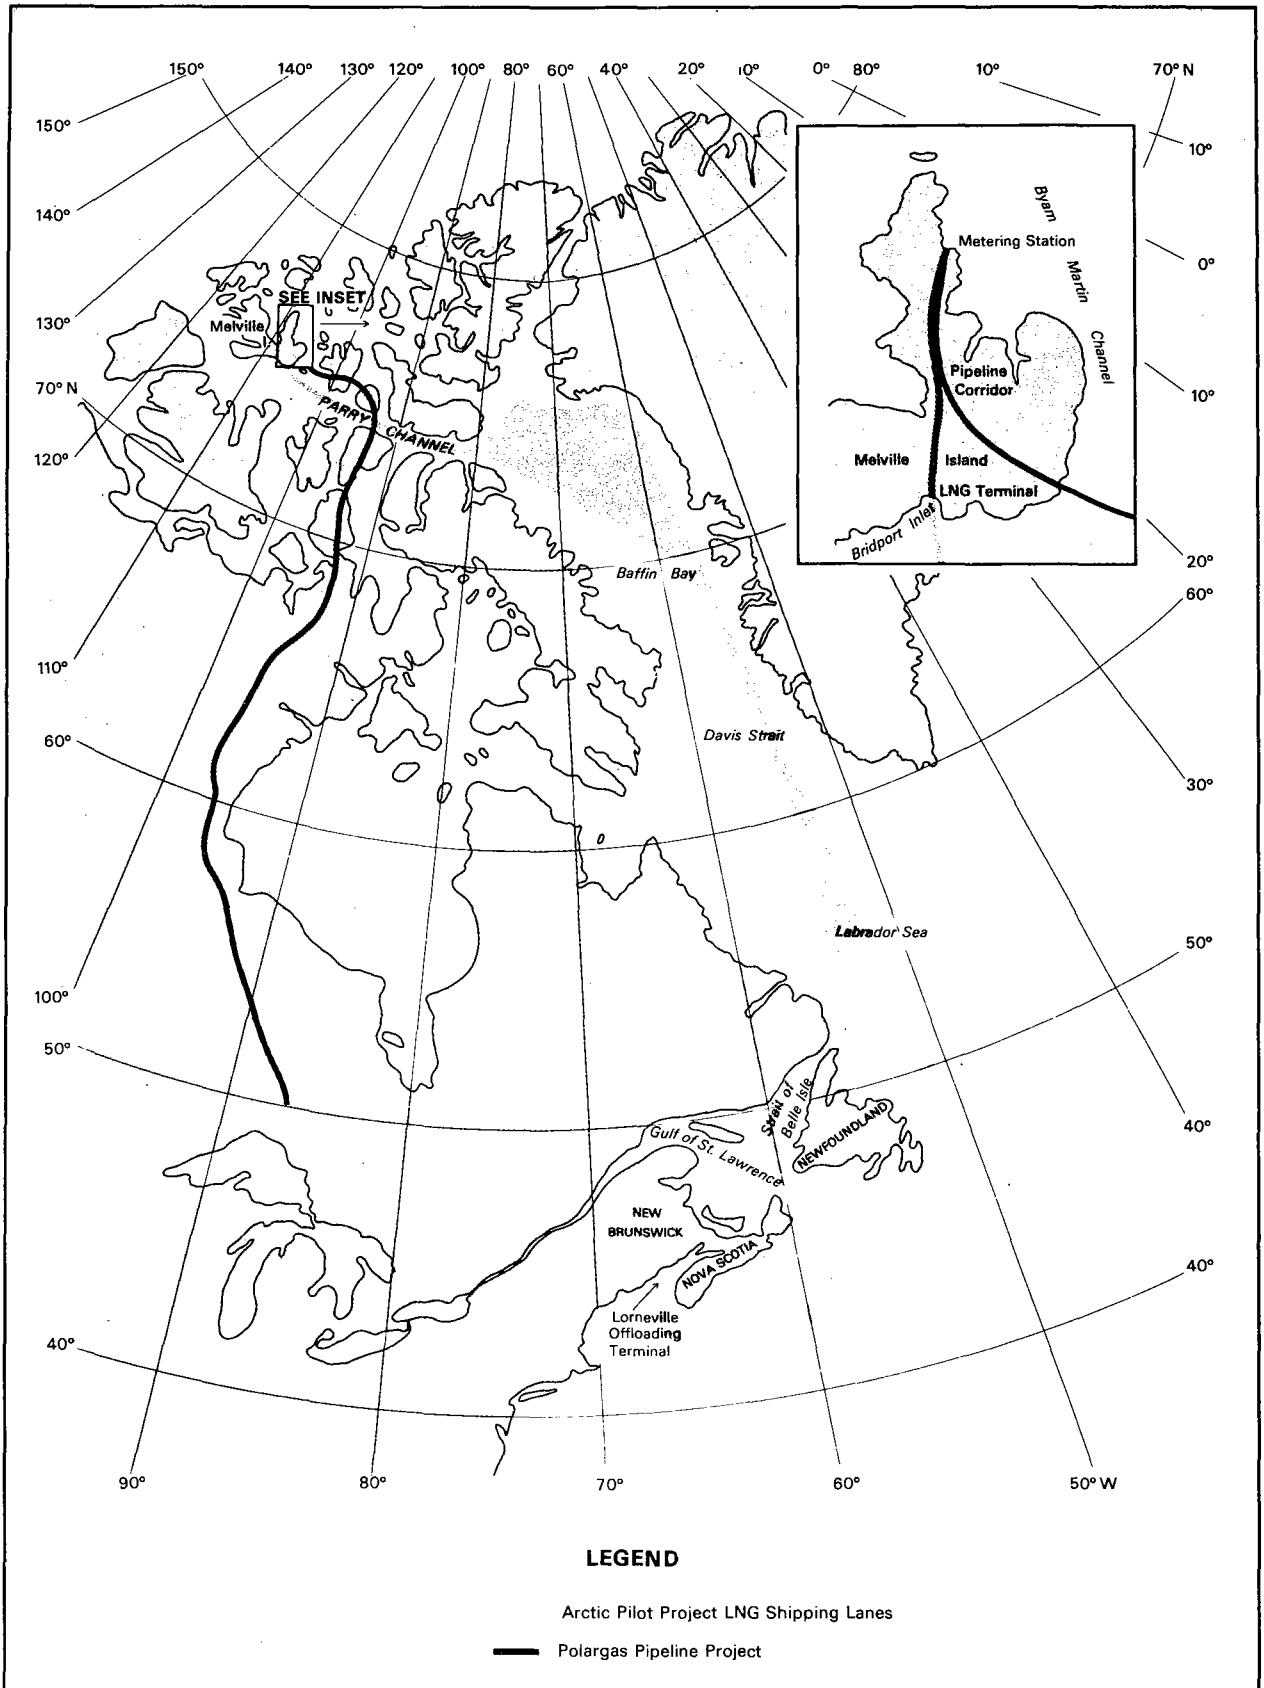 150° 140° 130° 120° 100° 80° 60° 40° 20° 10° 0° 80° 10° 70° N
150°
10°
140°
0°
130°
10°
70° N
120°
20°
60°
110°
60°
30°
50°
100°
50°
40°
40°
40°
90° 80° 70° 60° 50° W
SEE INSET
Melville
I.
PARRY CHANNEL
Baffin Bay
Davis Strait
Labrador Sea
Strait of
Belle Isle
NEWFOUNDLAND
Gulf of St. Lawrence
NEW
BRUNSWICK
NOVA SCOTIA
Lorneville
Offloading
Terminal
Byam
Martin
Channel
Metering Station
Pipeline
Corridor
Melville Island
LNG Terminal
Bridport Inlet
LEGEND
Arctic Pilot Project LNG Shipping Lanes
Polargas Pipeline Project